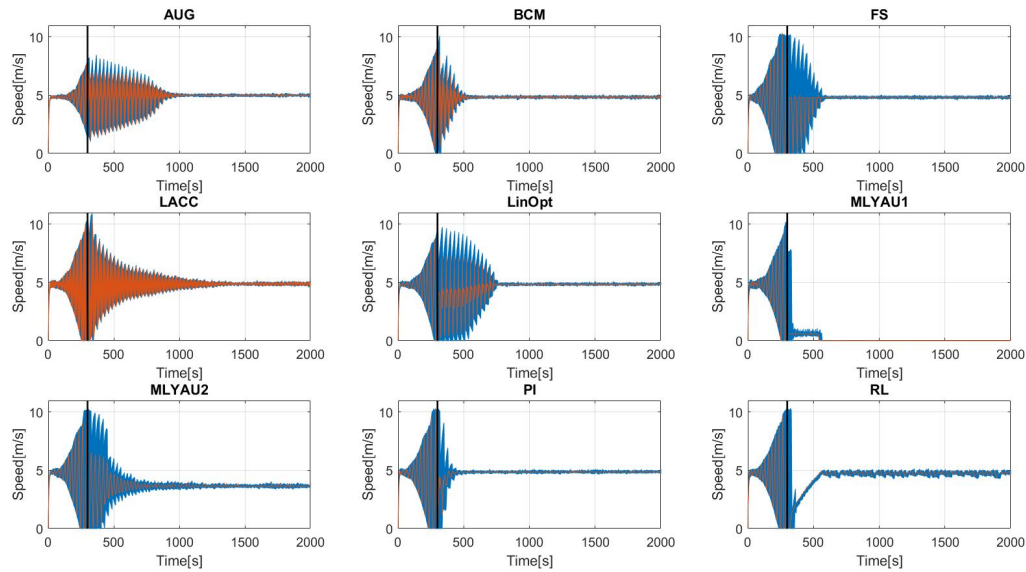 AUG BCM FS
10 10 10
Speed[m/s] Speed[m/s] Speed[m/s]
5 5 5
0 0 0
0 500 1000 1500 2000 0 500 1000 1500 2000 0 500 1000 1500 2000
Time[s] Time[s] Time[s]
LACC LinOpt MLYAU1
10 10 10
Speed[m/s] Speed[m/s] Speed[m/s]
5 5 5
0 0 0
0 500 1000 1500 2000 0 500 1000 1500 2000 0 500 1000 1500 2000
Time[s] Time[s] Time[s]
MLYAU2 PI RL
10 10 10
Speed[m/s] Speed[m/s] Speed[m/s]
5 5 5
0 0 0
0 500 1000 1500 2000 0 500 1000 1500 2000 0 500 1000 1500 2000
Time[s] Time[s] Time[s]